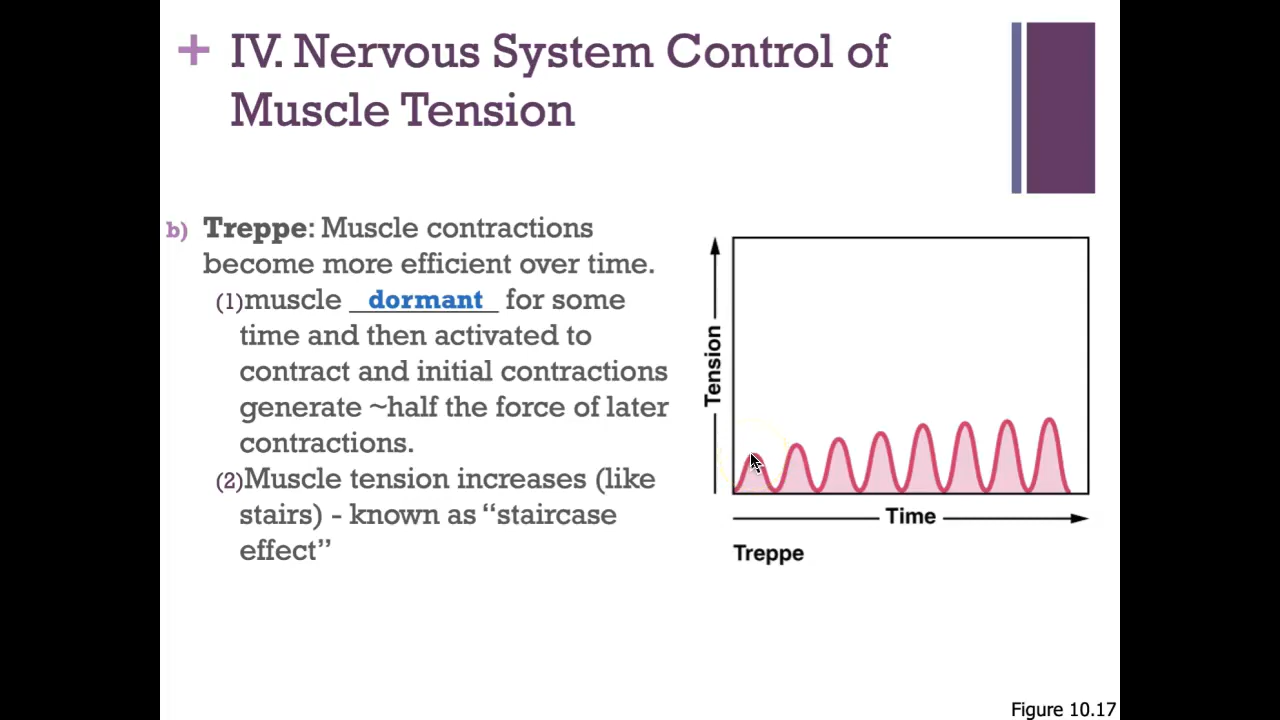 + IV. Nervous System Control of
Muscle Tension
b) Treppe: Muscle contractions
become more efficient over time.
(1)muscle __dormant__ for some
time and then activated to
contract and initial contractions
generate ~half the force of later
contractions.
(2)Muscle tension increases (like
stairs) - known as “staircase
effect”
Tension
Time
Treppe
Figure 10.17